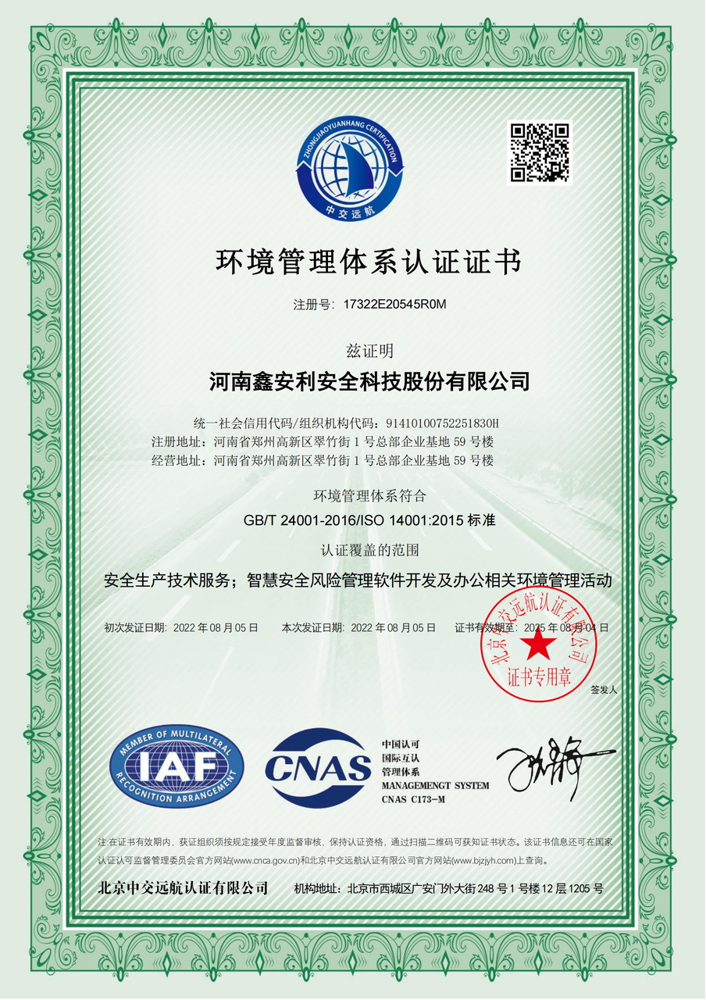 ZHONGJIAOYUANHANG CERTIFICATION
中交远航
环境管理体系认证证书
注册号：17322E20545R0M
兹证明
河南鑫安利安全科技股份有限公司
统一社会信用代码/组织机构代码：91410100752251830H
注册地址：河南省郑州高新区翠竹街 1 号总部企业基地 59 号楼
经营地址：河南省郑州高新区翠竹街 1 号总部企业基地 59 号楼
环境管理体系符合
GB/T 24001-2016/ISO 14001:2015 标准
认证覆盖的范围
安全生产技术服务；智慧安全风险管理软件开发及办公相关环境管理活动
初次发证日期：2022 年 08 月 05 日 本次发证日期：2022 年 08 月 05 日 证书有效期至：2025 年 08 月 04 日
北京中交远航认证有限公司
证书专用章
签发人
MEMBER OF MULTILATERAL
IAF
RECOGNITION ARRANGEMENT
CNAS
中国认可
国际互认
管理体系
MANAGEMENGT SYSTEM
CNAS C173-M
注:在证书有效期内，获证组织须按规定接受年度监督审核，保持认证资格，通过扫描二维码可获知证书状态。该证书信息还可在国家
认证认可监督管理委员会官方网站(www.cnca.gov.cn)和北京中交远航认证有限公司官方网站(www.bjzjyh.com)上查询。
北京中交远航认证有限公司 机构地址：北京市西城区广安门外大街 248 号 1 号楼 12 层 1205 号